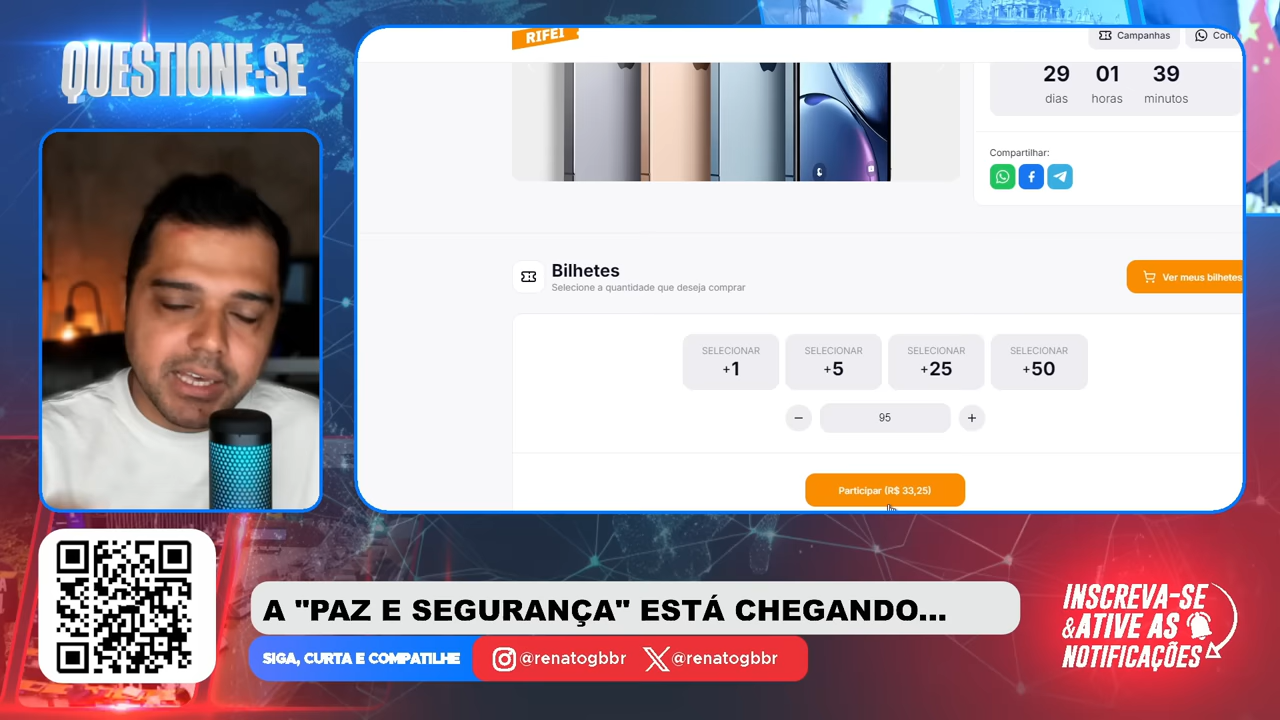 QUESTIONE-SE
RIFEI
Campanhas
29 01 39
dias horas minutos
Compartilhar:
Bilhetes
Selecione a quantidade que deseja comprar
Ver meus bilhetes
SELECIONAR SELECIONAR SELECIONAR SELECIONAR
+1 +5 +25 +50
− 95 +
Participar (R$ 33,25)
A "PAZ E SEGURANÇA" ESTÁ CHEGANDO...
SIGA, CURTA E COMPATILHE
@renatogbbr
@renatogbbr
INSCREVA-SE
&ATIVE AS
NOTIFICAÇÕES